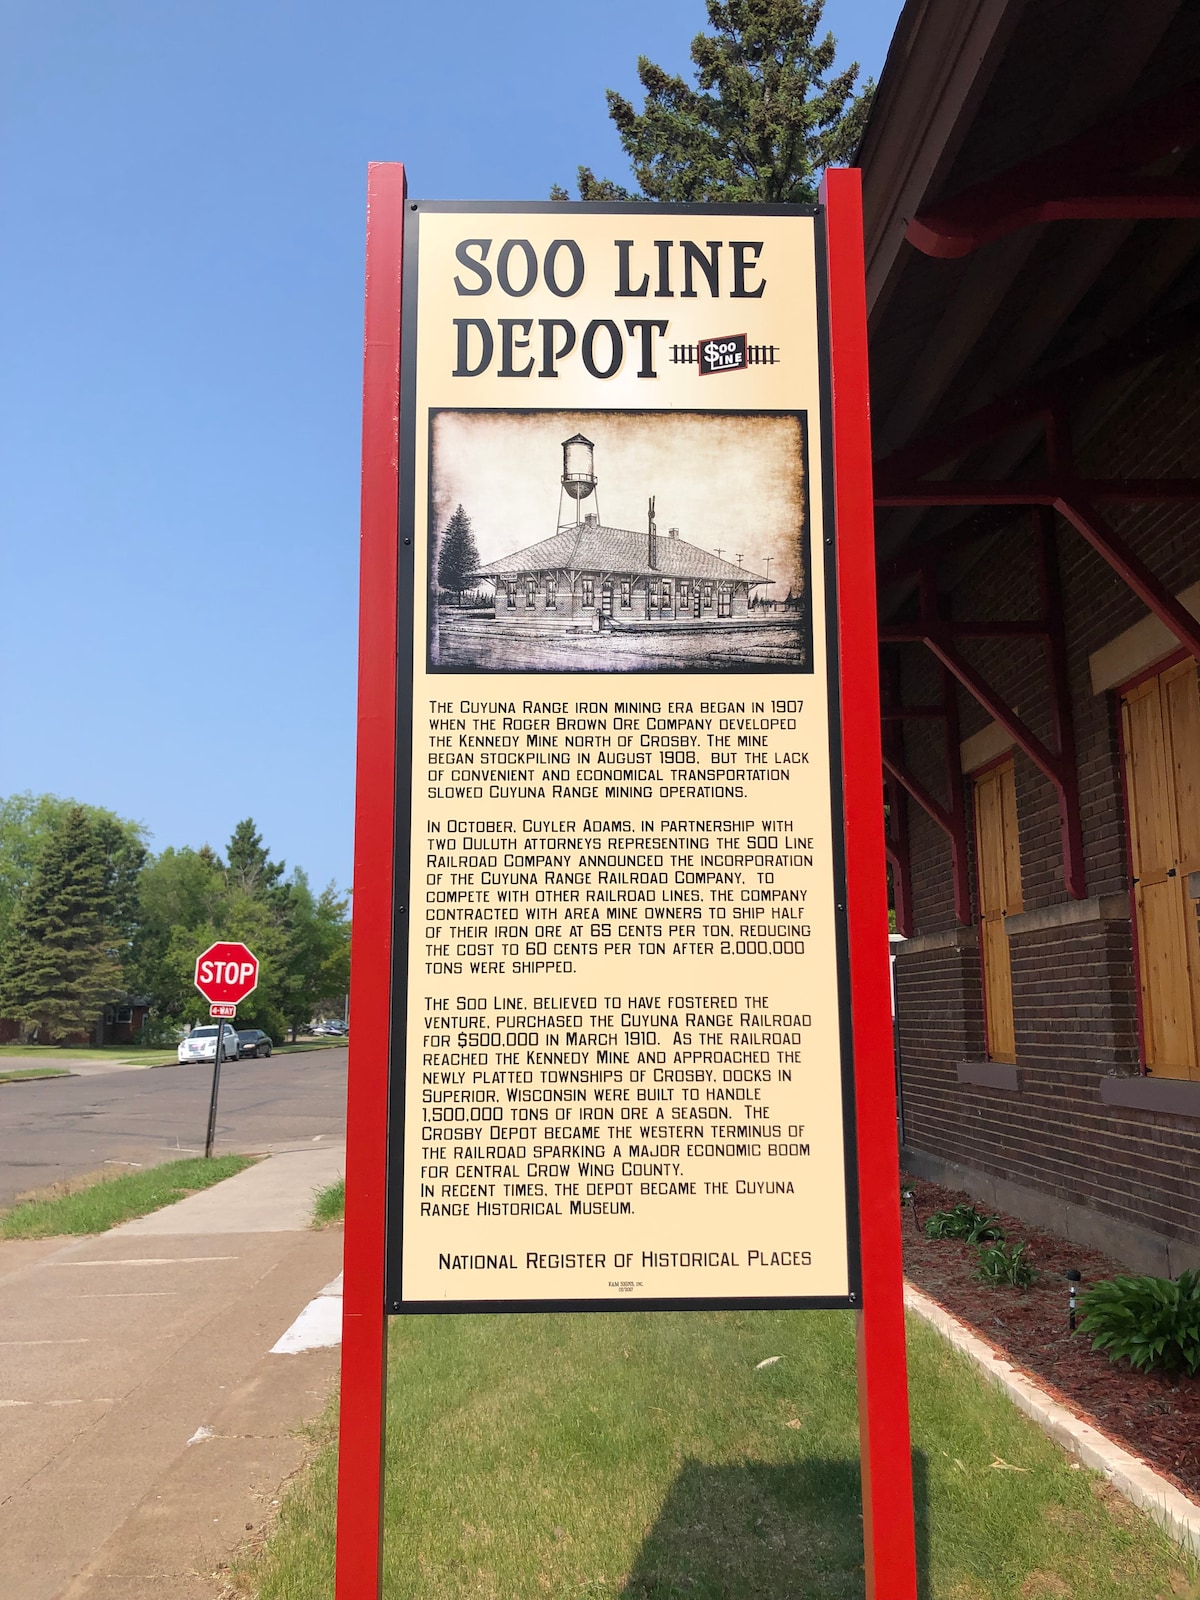 SOO LINE
DEPOT
SOO
LINE
THE CUYUNA RANGE IRON MINING ERA BEGAN IN 1907
WHEN THE ROGER BROWN ORE COMPANY DEVELOPED
THE KENNEDY MINE NORTH OF CROSBY. THE MINE
BEGAN STOCKPILING IN AUGUST 1908, BUT THE LACK
OF CONVENIENT AND ECONOMICAL TRANSPORTATION
SLOWED CUYUNA RANGE MINING OPERATIONS.
IN OCTOBER, CUYLER ADAMS, IN PARTNERSHIP WITH
TWO DULUTH ATTORNEYS REPRESENTING THE SOO LINE
RAILROAD COMPANY ANNOUNCED THE INCORPORATION
OF THE CUYUNA RANGE RAILROAD COMPANY. TO
COMPETE WITH OTHER RAILROAD LINES, THE COMPANY
CONTRACTED WITH AREA MINE OWNERS TO SHIP HALF
OF THEIR IRON ORE AT 65 CENTS PER TON, REDUCING
THE COST TO 60 CENTS PER TON AFTER 2,000,000
TONS WERE SHIPPED.
THE SOO LINE, BELIEVED TO HAVE FOSTERED THE
VENTURE, PURCHASED THE CUYUNA RANGE RAILROAD
FOR $500,000 IN MARCH 1910. AS THE RAILROAD
REACHED THE KENNEDY MINE AND APPROACHED THE
NEWLY PLATTED TOWNSHIPS OF CROSBY, DOCKS IN
SUPERIOR, WISCONSIN WERE BUILT TO HANDLE
1,500,000 TONS OF IRON ORE A SEASON. THE
CROSBY DEPOT BECAME THE WESTERN TERMINUS OF
THE RAILROAD SPARKING A MAJOR ECONOMIC BOOM
FOR CENTRAL CROW WING COUNTY.
IN RECENT TIMES, THE DEPOT BECAME THE CUYUNA
RANGE HISTORICAL MUSEUM.
NATIONAL REGISTER OF HISTORICAL PLACES
STOP
4-WAY